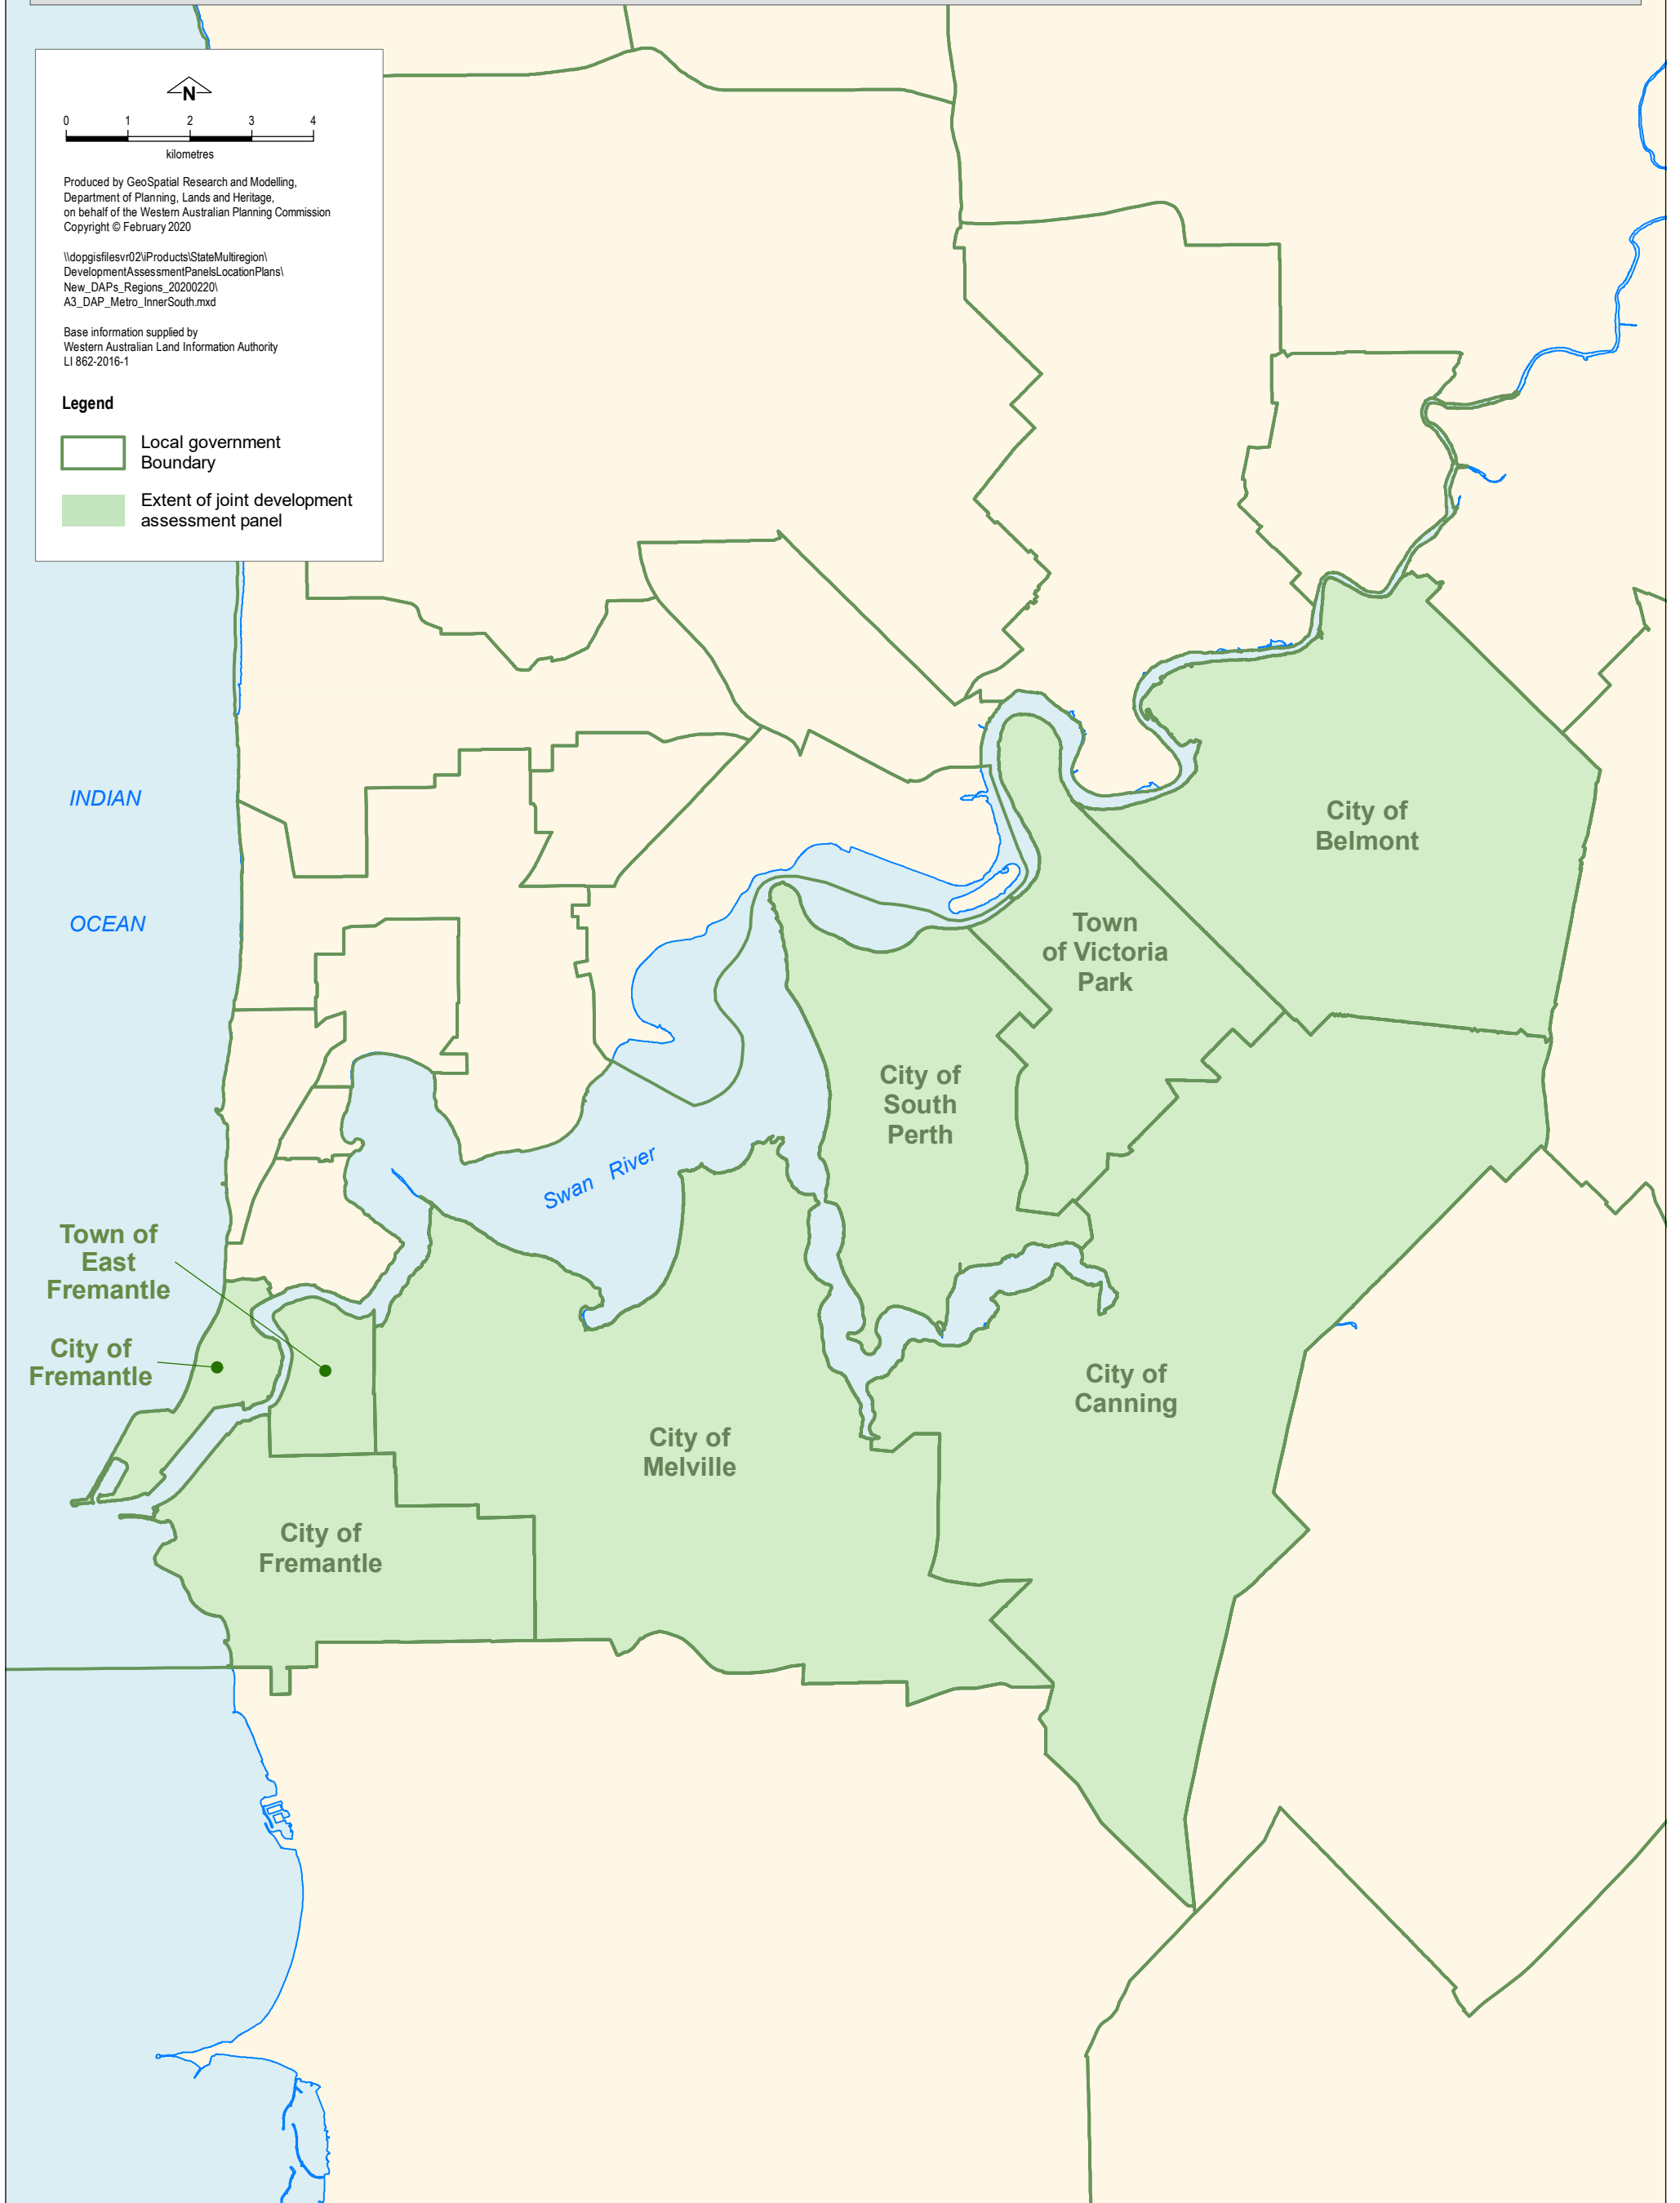 N
0 1 2 3 4
kilometres
Produced by GeoSpatial Research and Modelling,
Department of Planning, Lands and Heritage,
on behalf of the Western Australian Planning Commission
Copyright © February 2020
\\dopgisfilesvr02\iProducts\StateMultiregion\
DevelopmentAssessmentPanelsLocationPlans\
New_DAPs_Regions_20200220\
A3_DAP_Metro_InnerSouth.mxd
Base information supplied by
Western Australian Land Information Authority
LI 862-2016-1
Legend
Local government
Boundary
Extent of joint development
assessment panel
INDIAN
OCEAN
City of
Belmont
Town
of Victoria
Park
City of
South
Perth
Swan River
Town of
East
Fremantle
City of
Fremantle
City of
Canning
City of
Melville
City of
Fremantle